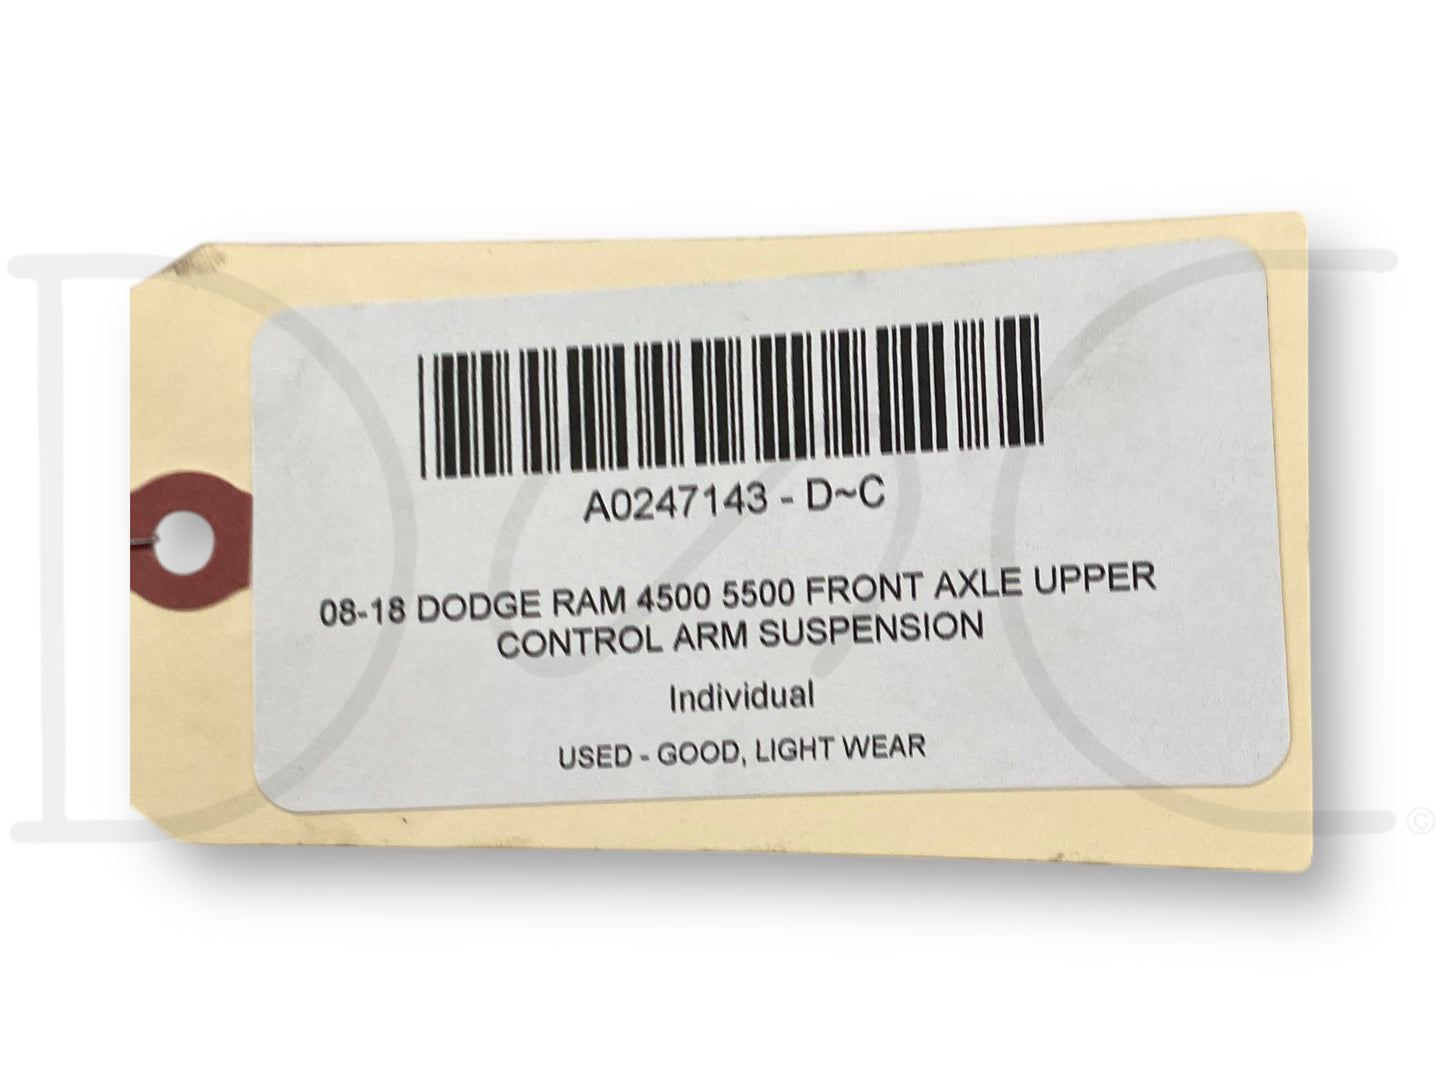 A0247143 - D~C
08-18 DODGE RAM 4500 5500 FRONT AXLE UPPER
CONTROL ARM SUSPENSION
Individual
USED - GOOD, LIGHT WEAR
D C
©